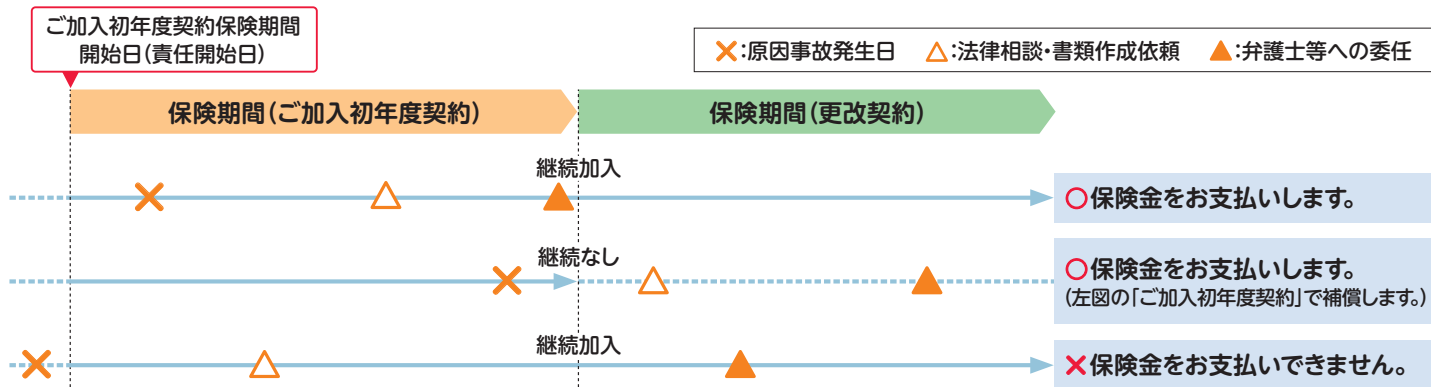 ご加入初年度契約保険期間
開始日(責任開始日)
×:原因事故発生日 △:法律相談・書類作成依頼 ▲:弁護士等への委任
保険期間(ご加入初年度契約) 保険期間(更改契約)
継続加入
○保険金をお支払いします。
継続なし
○保険金をお支払いします。
(左図の「ご加入初年度契約」で補償します。)
継続加入
×保険金をお支払いできません。